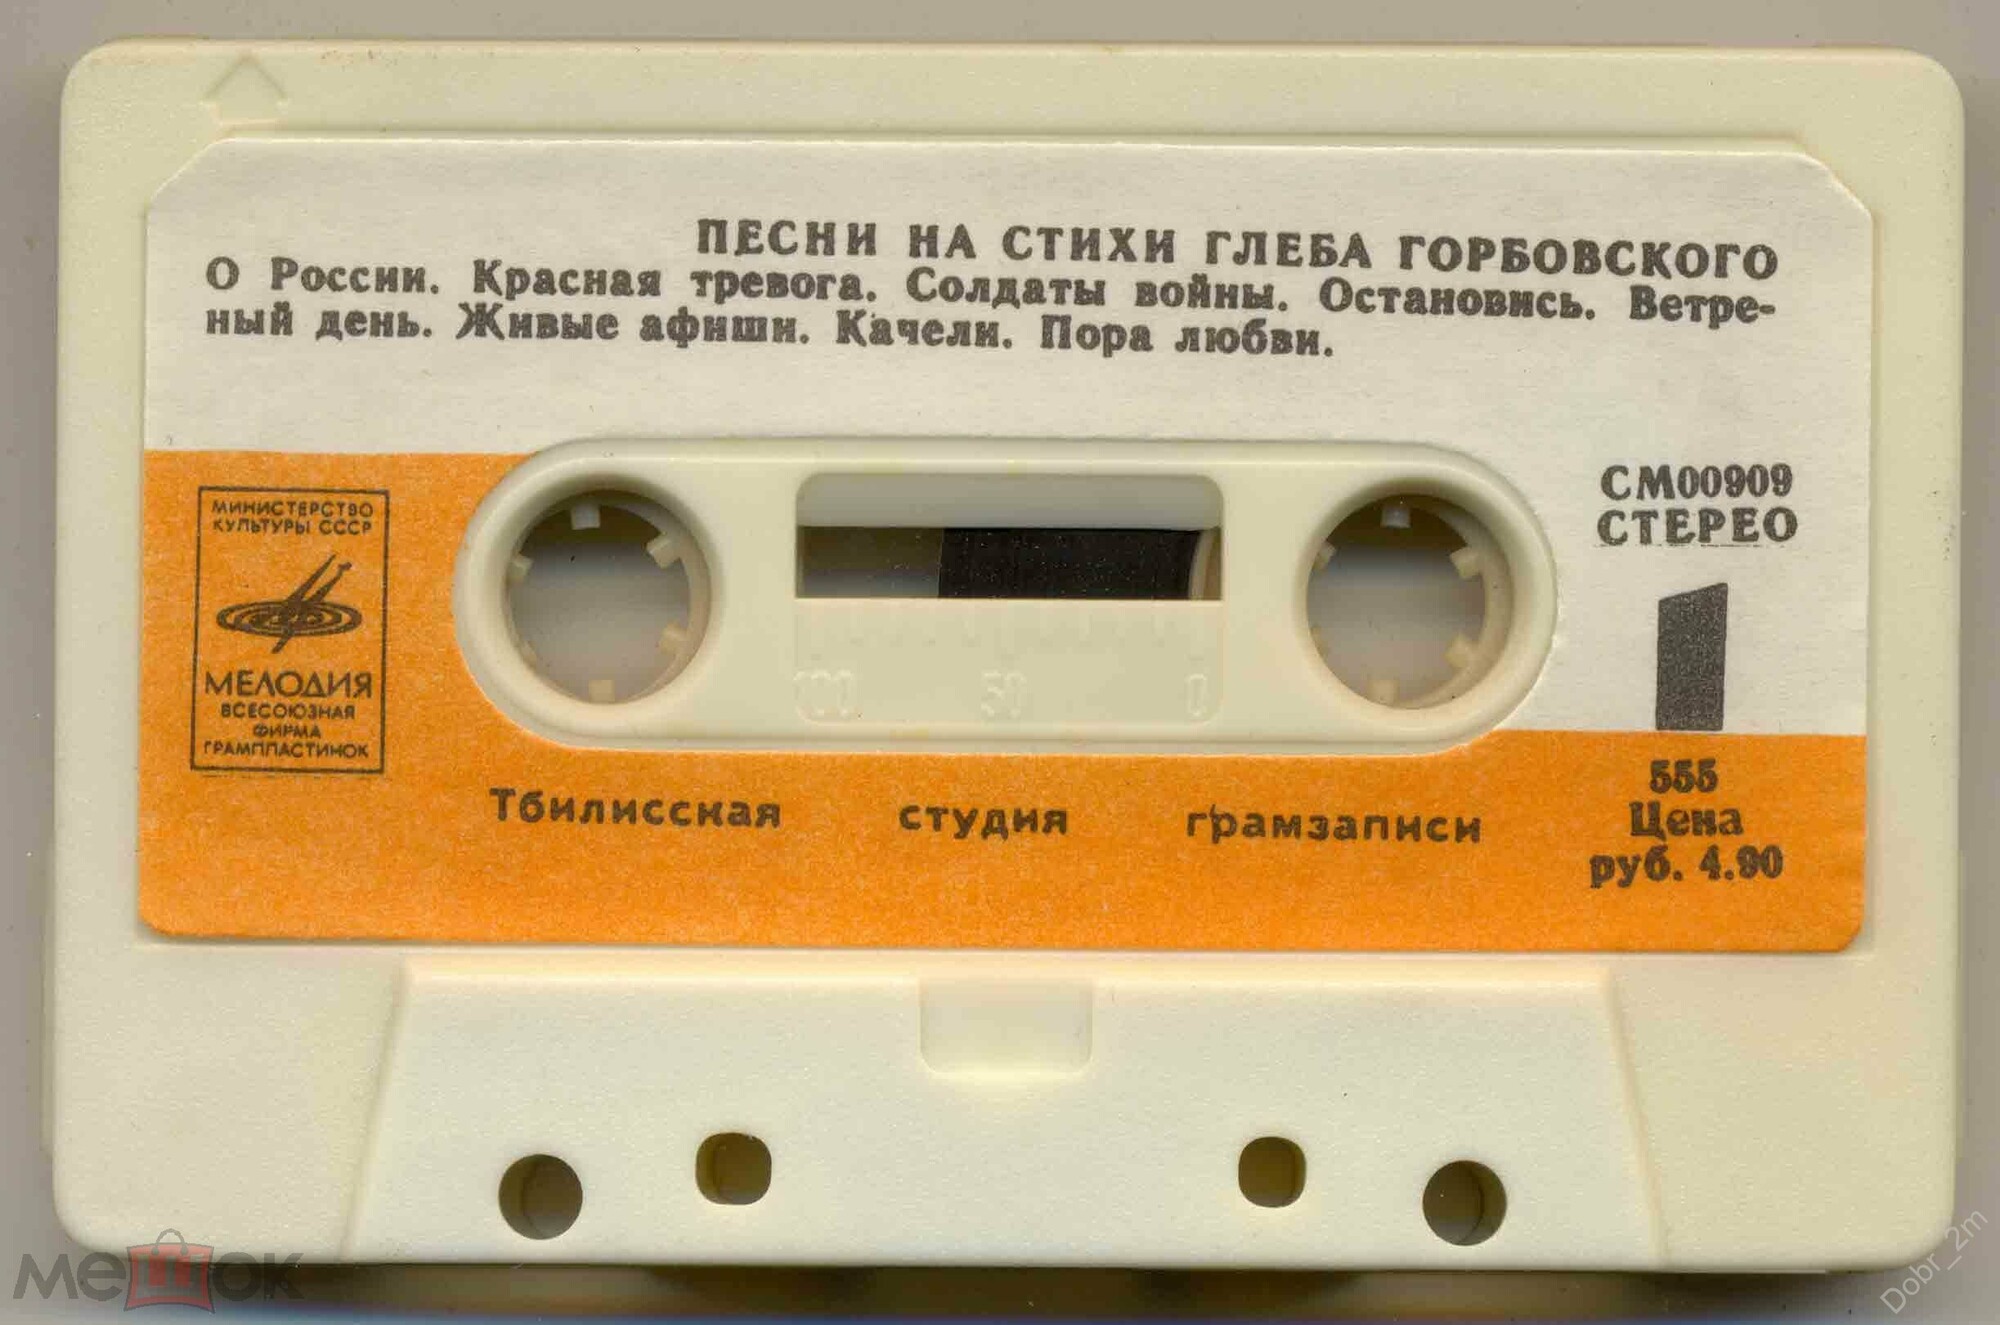 ПЕСНИ НА СТИХИ ГЛЕБА ГОРБОВСКОГО
О России. Красная тревога. Солдаты войны. Остановись. Ветре-
ный день. Живые афиши. Качели. Пора любви.
СМ00909
СТЕРЕО
1
МИНИСТЕРСТВО
КУЛЬТУРЫ СССР
МЕЛОДИЯ
ВСЕСОЮЗНАЯ
ФИРМА
ГРАМПЛАСТИНОК
100 50 0
Тбилисская студия грамзаписи
555
Цена
руб. 4.90
мешок
Dobr_2m